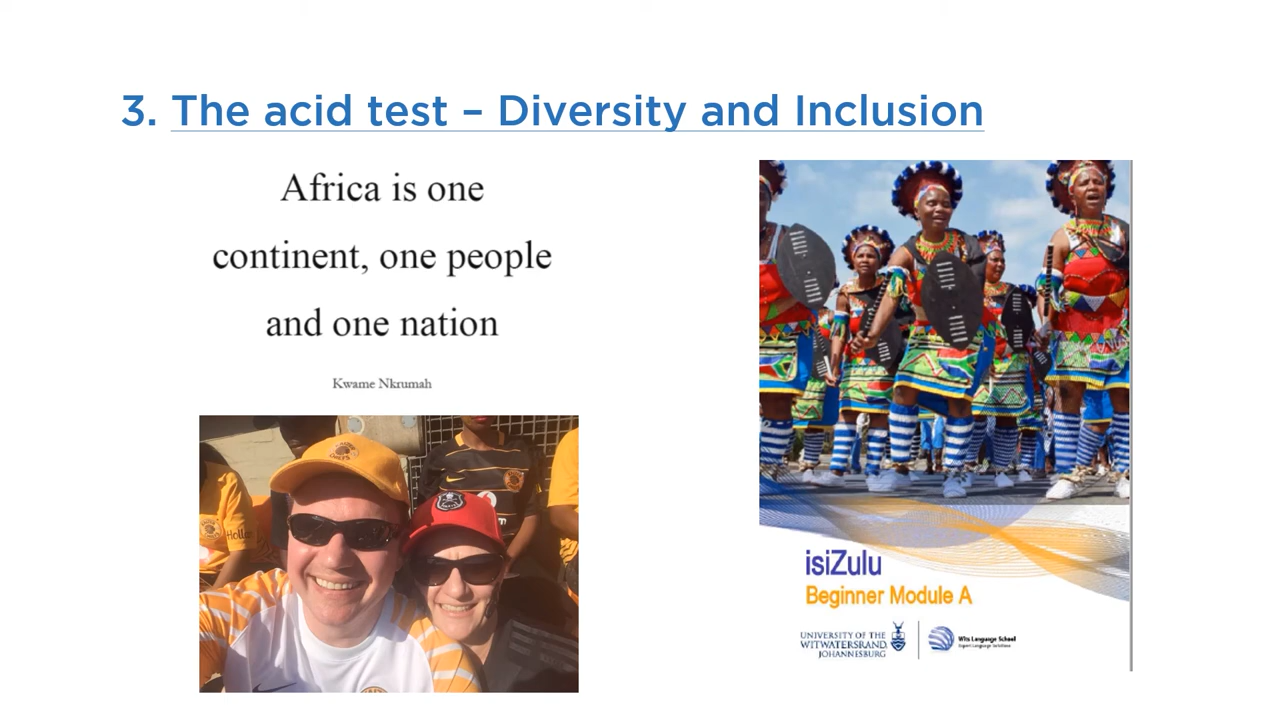 3. The acid test – Diversity and Inclusion
Africa is one
continent, one people
and one nation
Kwame Nkrumah
isiZulu
Beginner Module A
UNIVERSITY OF THE
WITWATERSRAND,
JOHANNESBURG
Wits Language School
Expert Language Solutions